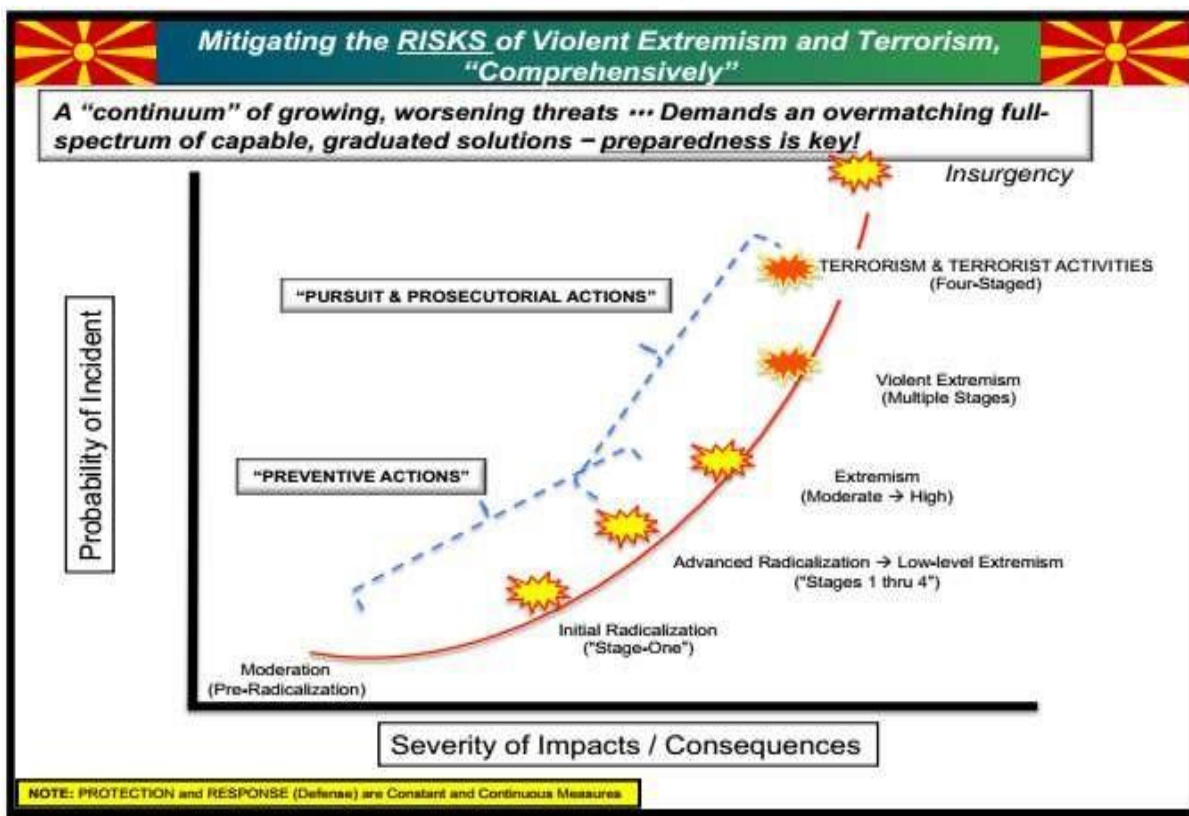 Mitigating the RISKS of Violent Extremism and Terrorism,
“Comprehensively”
A “continuum” of growing, worsening threats ··· Demands an overmatching full-
spectrum of capable, graduated solutions – preparedness is key!
Insurgency
TERRORISM & TERRORIST ACTIVITIES
(Four-Staged)
“PURSUIT & PROSECUTORIAL ACTIONS”
Violent Extremism
(Multiple Stages)
“PREVENTIVE ACTIONS”
Extremism
(Moderate → High)
Advanced Radicalization → Low-level Extremism
("Stages 1 thru 4")
Initial Radicalization
("Stage-One")
Moderation
(Pre-Radicalization)
Probability of Incident
Severity of Impacts / Consequences
NOTE: PROTECTION and RESPONSE (Defense) are Constant and Continuous Measures